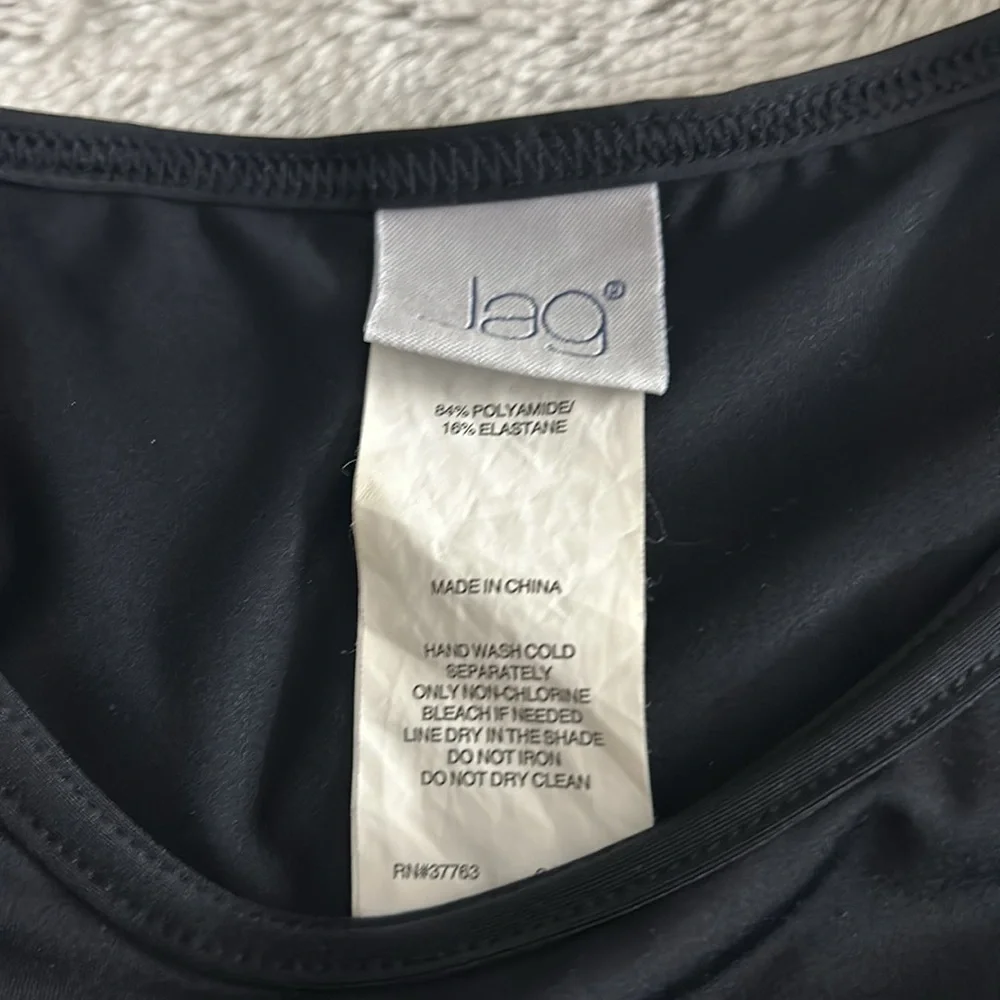 Jag®
84% POLYAMIDE/
16% ELASTANE
MADE IN CHINA
HAND WASH COLD
SEPARATELY
ONLY NON-CHLORINE
BLEACH IF NEEDED
LINE DRY IN THE SHADE
DO NOT IRON
DO NOT DRY CLEAN
RN#37763